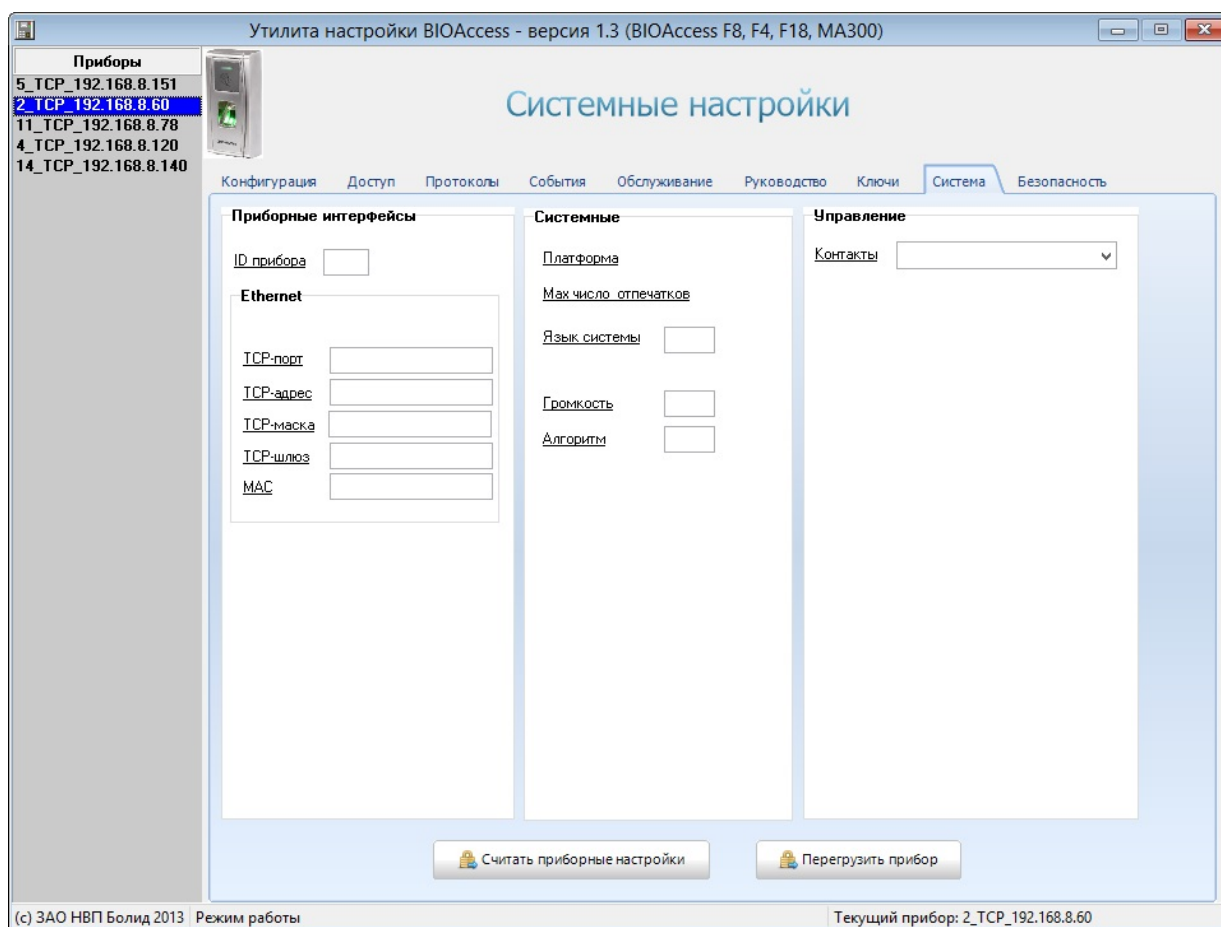 Утилита настройки BIOAccess - версия 1.3 (BIOAccess F8, F4, F18, MA300)
Приборы
5_TCP_192.168.8.151
2_TCP_192.168.8.60
11_TCP_192.168.8.78
4_TCP_192.168.8.120
14_TCP_192.168.8.140
Системные настройки
Конфигурация Доступ Протоколы События Обслуживание Руководство Ключи Система Безопасность
Приборные интерфейсы
ID прибора
Ethernet
TCP-порт
TCP-адрес
TCP-маска
TCP-шлюз
MAC
Системные
Платформа
Max число отпечатков
Язык системы
Громкость
Алгоритм
Управление
Контакты
Считать приборные настройки
Перегрузить прибор
(с) ЗАО НВП Болид 2013 Режим работы Текущий прибор: 2_TCP_192.168.8.60